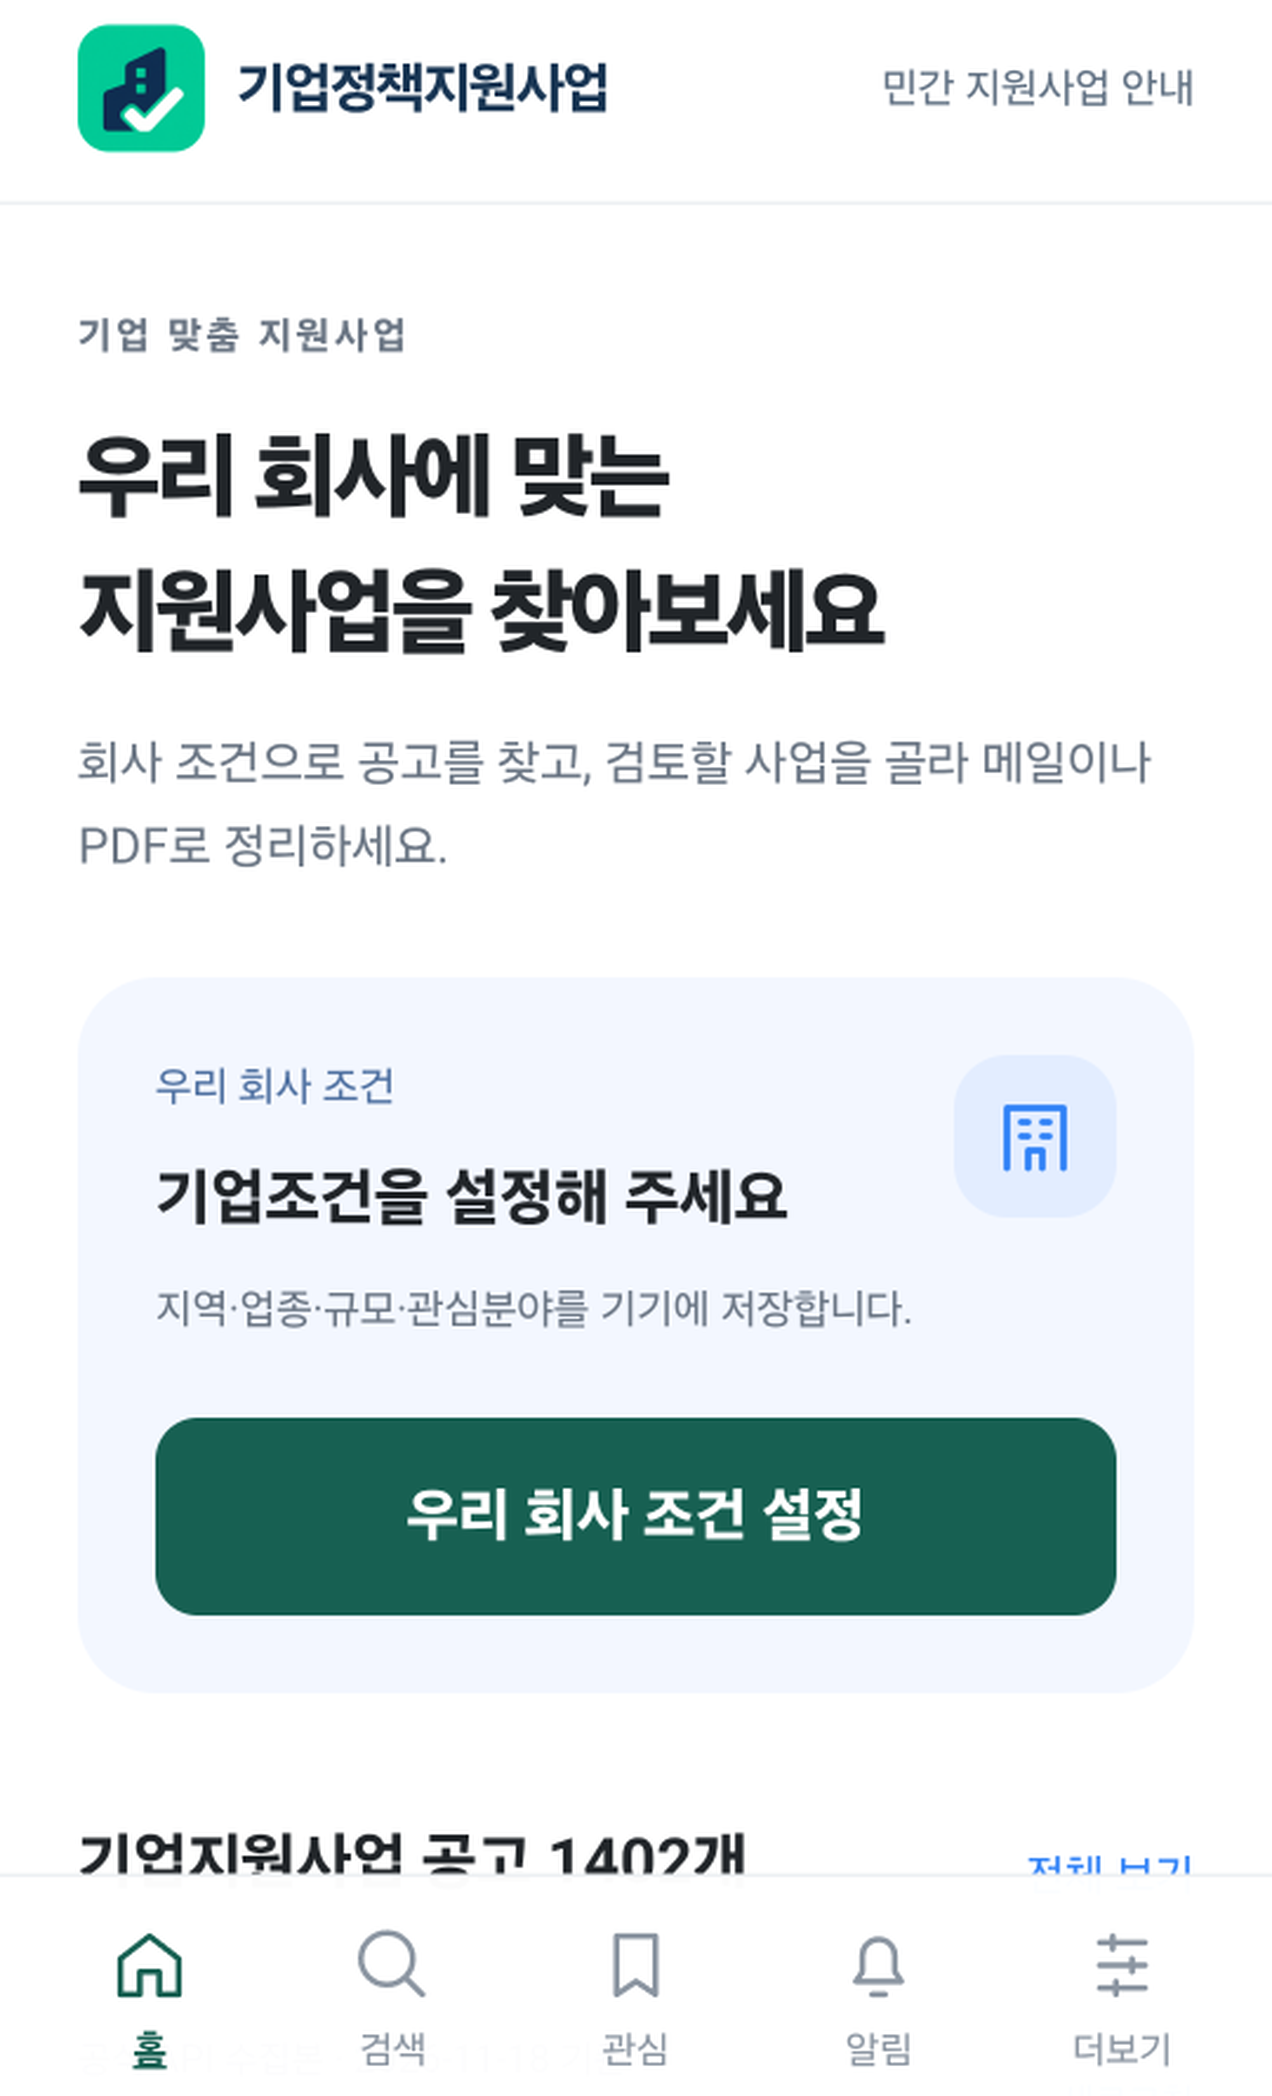 기업정책지원사업
민간 지원사업 안내
기업 맞춤 지원사업
우리 회사에 맞는
지원사업을 찾아보세요
회사 조건으로 공고를 찾고, 검토할 사업을 골라 메일이나
PDF로 정리하세요.
우리 회사 조건
기업조건을 설정해 주세요
지역·업종·규모·관심분야를 기기에 저장합니다.
우리 회사 조건 설정
기업지원사업 공고 1402개
전체 보기
홈
검색
관심
알림
더보기